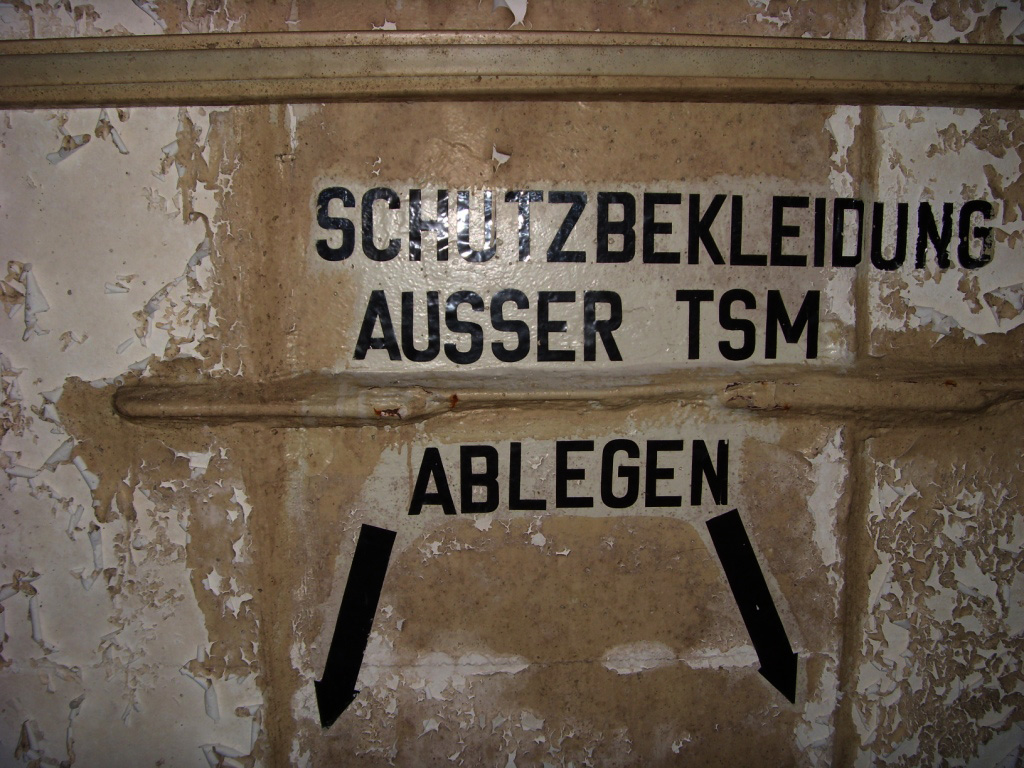 SCHUTZBEKLEIDUNG
AUSSER TSM
ABLEGEN